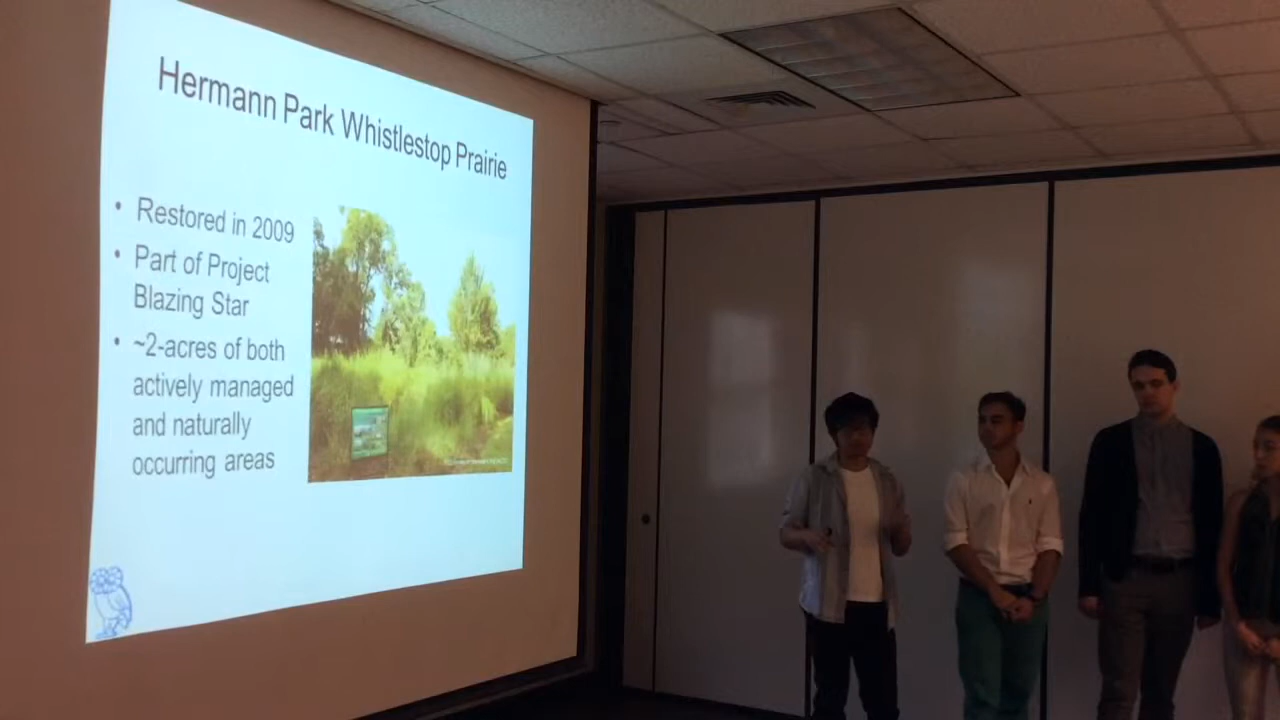 Hermann Park Whistlestop Prairie
• Restored in 2009
• Part of Project
Blazing Star
• ~2-acres of both
actively managed
and naturally
occurring areas